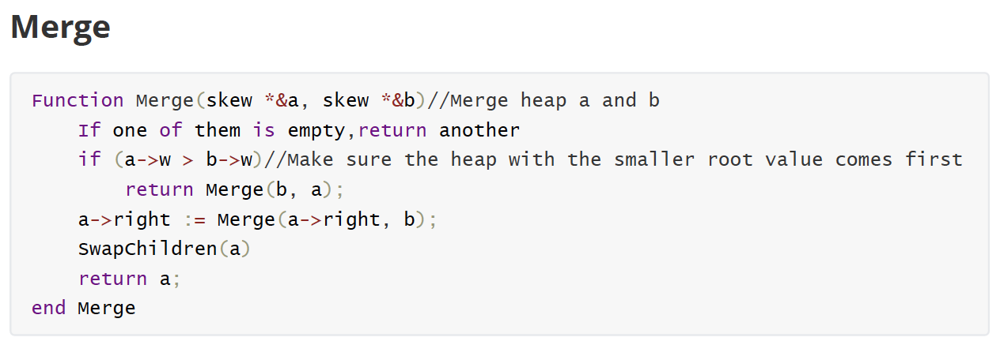 Merge
Function Merge(skew *&a, skew *&b)//Merge heap a and b
    If one of them is empty,return another
    if (a->w > b->w)//Make sure the heap with the smaller root value comes first
        return Merge(b, a);
    a->right := Merge(a->right, b);
    SwapChildren(a)
    return a;
end Merge